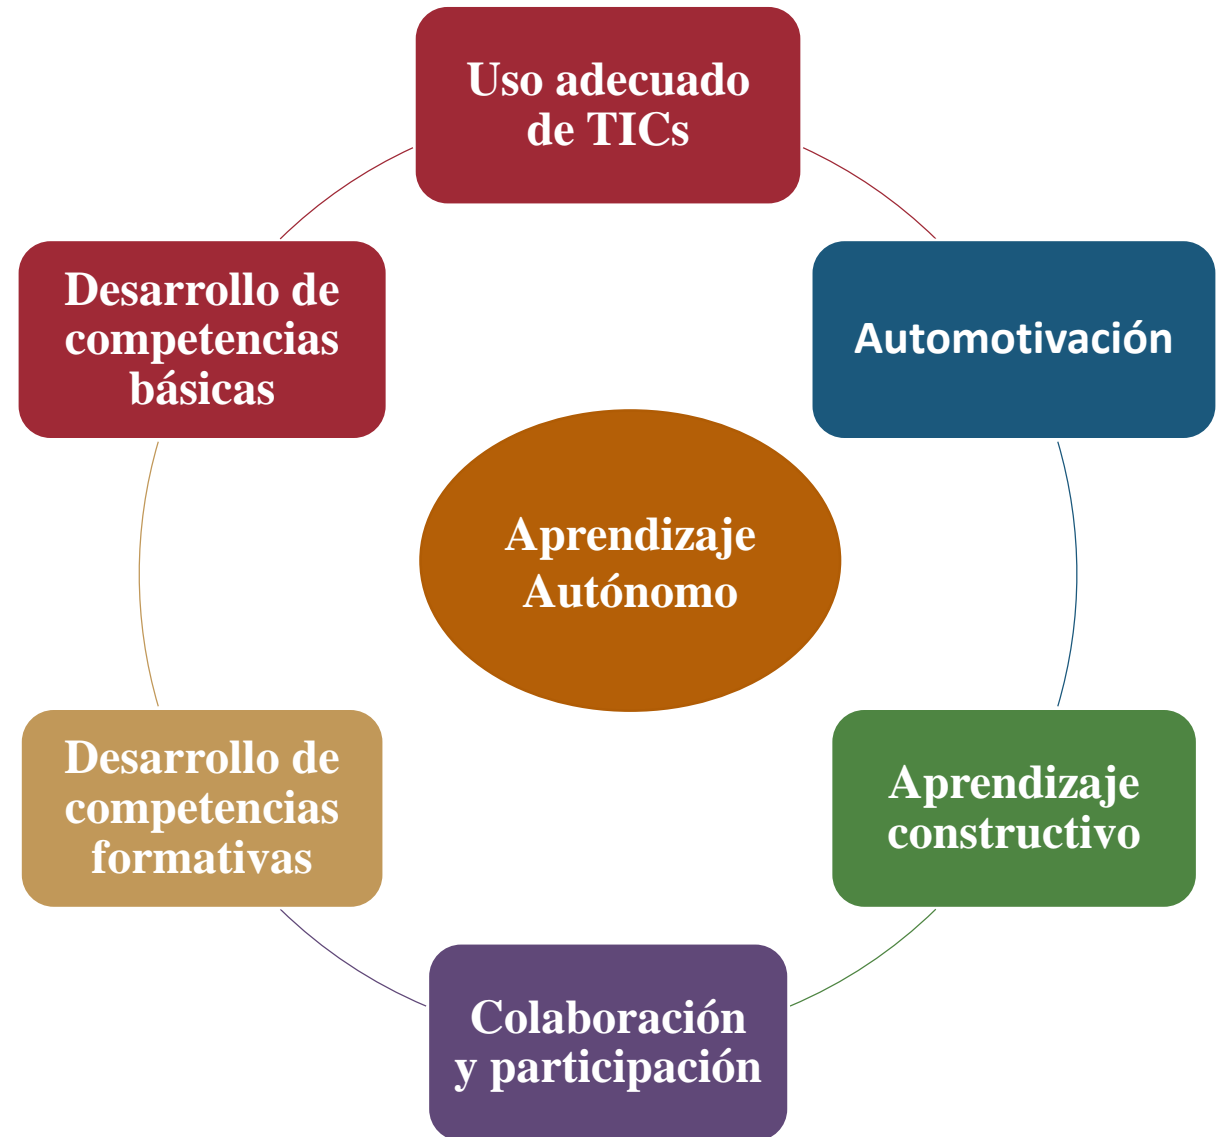 Uso adecuado
de TICs
Automotivación
Aprendizaje
constructivo
Colaboración
y participación
Desarrollo de
competencias
formativas
Desarrollo de
competencias
básicas
Aprendizaje
Autónomo